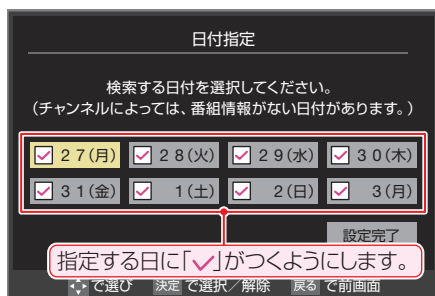 日付指定
検索する日付を選択してください。
（チャンネルによっては、番組情報がない日付があります。）
27(月) 28(火) 29(水) 30(木)
31(金) 1(土) 2(日) 3(月)
設定完了
指定する日に「✓」がつくようにします。
で選び 決定 で選択／解除 戻る で前画面